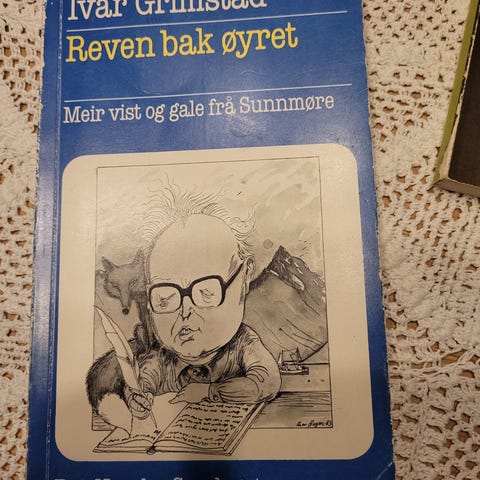 Ivar Grimstad
Reven bak øyret
Meir vist og gale frå Sunnmøre